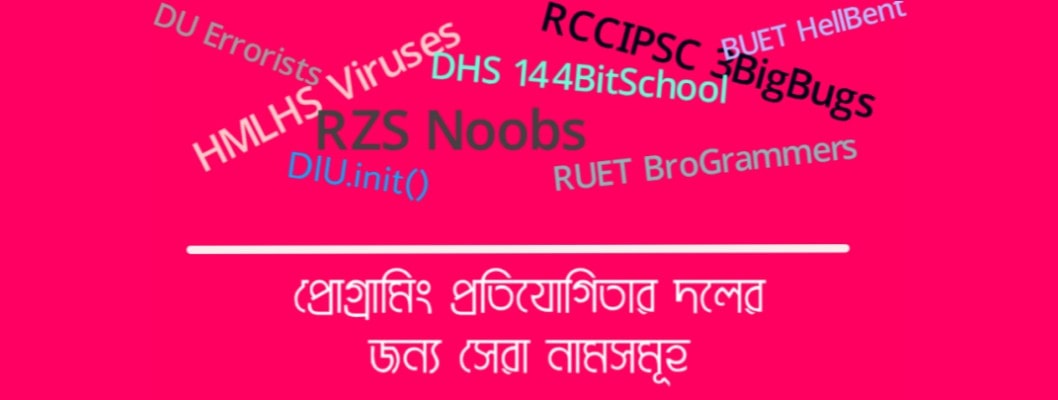 DU Errorists
HMLHS Viruses
RCCIPSC 3BigBugs
BUET HellBent
DHS 144BitSchool
RZS Noobs
DIU.init()
RUET BroGrammers
প্রোগ্রামিং প্রতিযোগিতার দলের
জন্য সেরা নামসমূহ